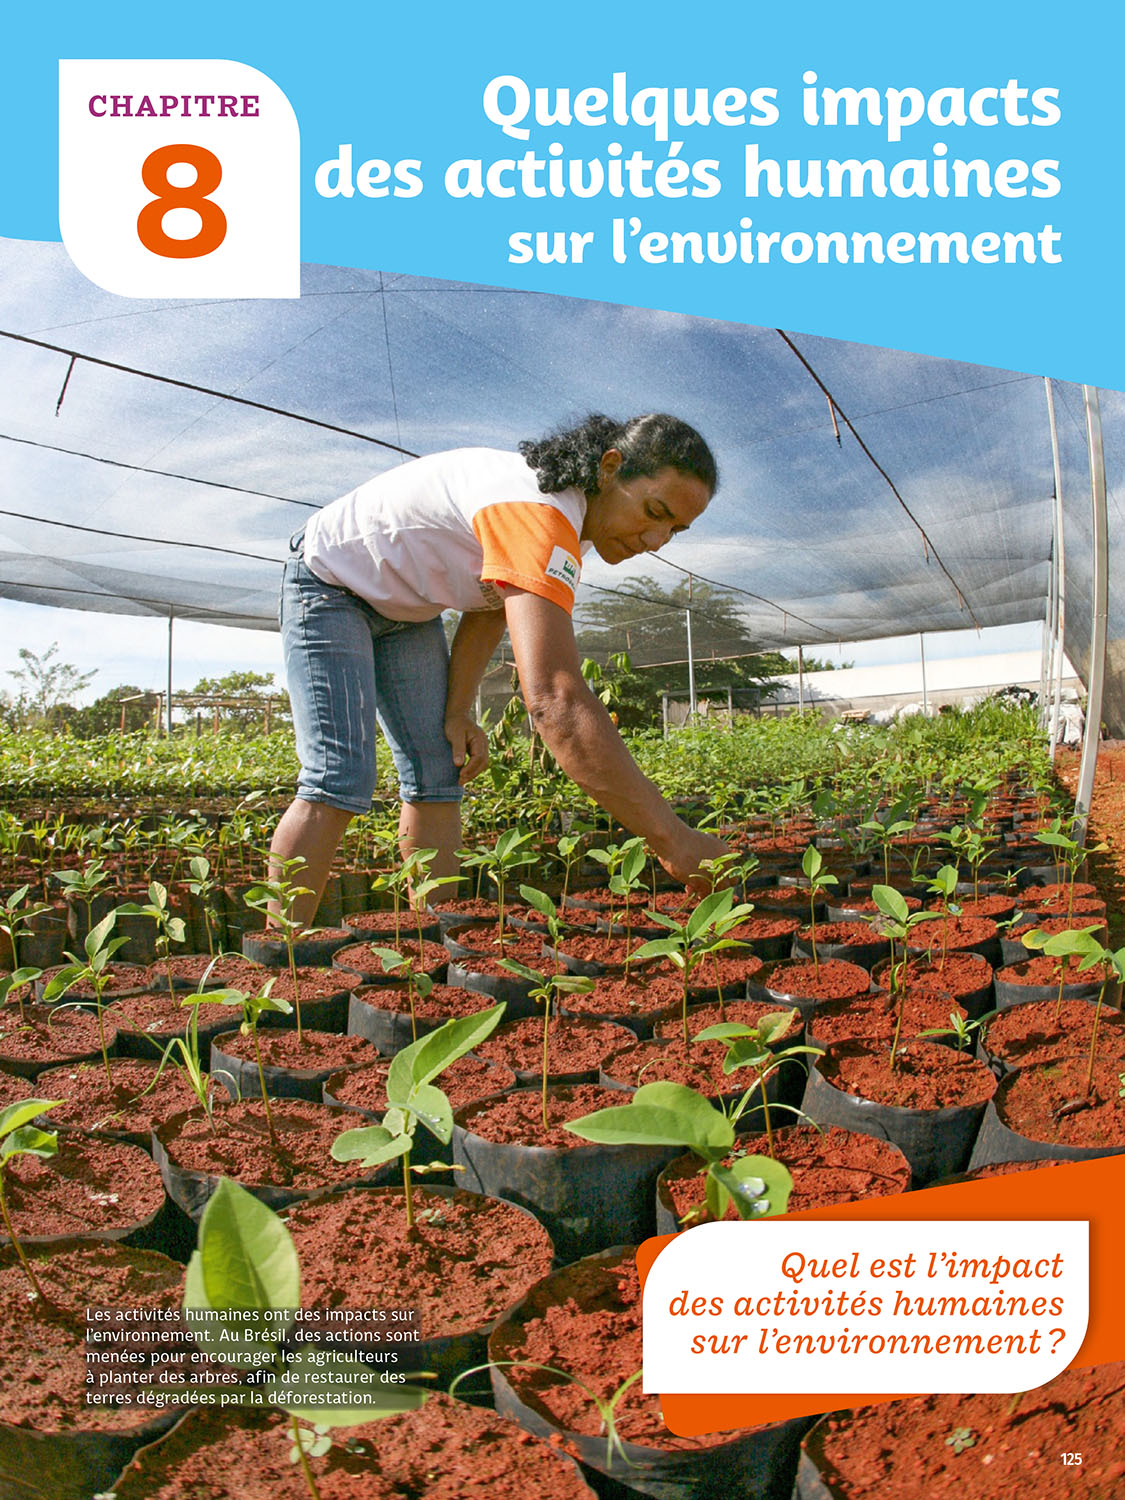 CHAPITRE
8
Quelques impacts
des activités humaines
sur l'environnement
Les activités humaines ont des impacts sur
l'environnement. Au Brésil, des actions sont
menées pour encourager les agriculteurs
à planter des arbres, afin de restaurer des
terres dégradées par la déforestation.
Quel est l'impact
des activités humaines
sur l'environnement ?
125